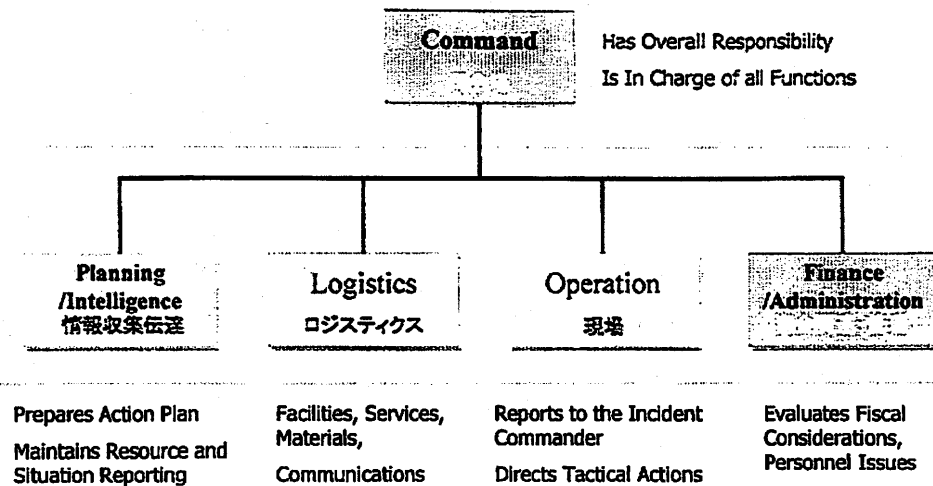 Command
Has Overall Responsibility
Is In Charge of all Functions
Planning
/Intelligence
情報収集伝達
Logistics
ロジスティクス
Operation
現場
Finance
/Administration
Prepares Action Plan
Maintains Resource and
Situation Reporting
Facilities, Services,
Materials,
Communications
Reports to the Incident
Commander
Directs Tactical Actions
Evaluates Fiscal
Considerations,
Personnel Issues